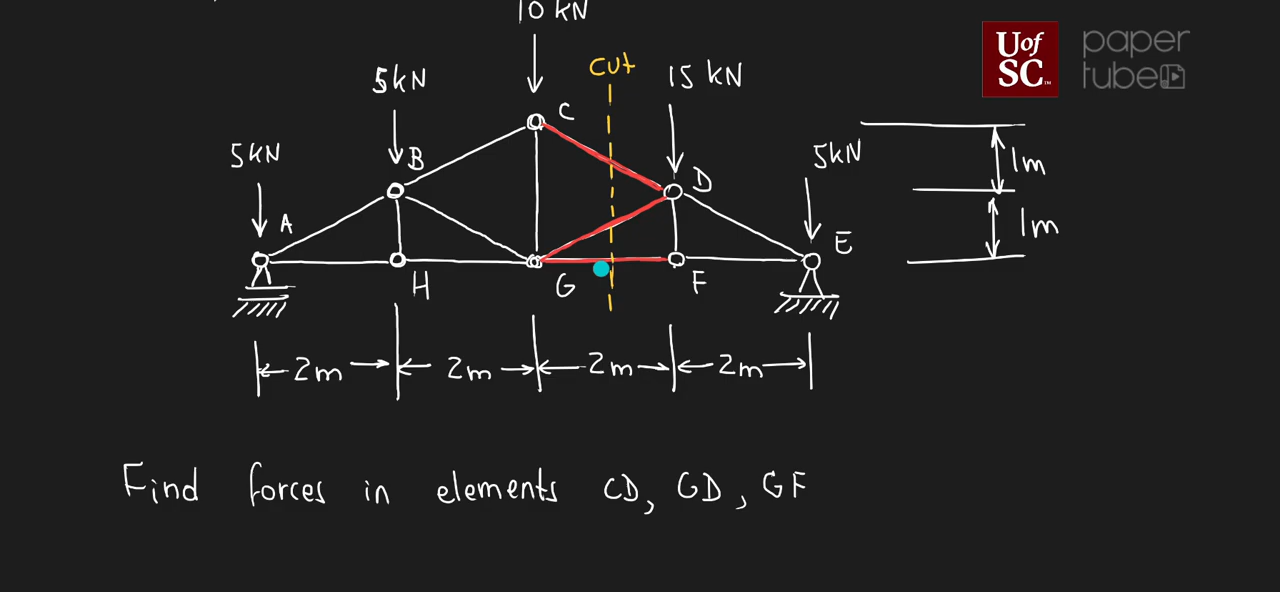 10 kN
cut
5kN
15 kN
UofSC
paper
tube
C
5kN
B
D
5kN
1m
A
E
1m
H
G
F
2m
2m
2m
2m
Find forces in elements CD, GD, GF